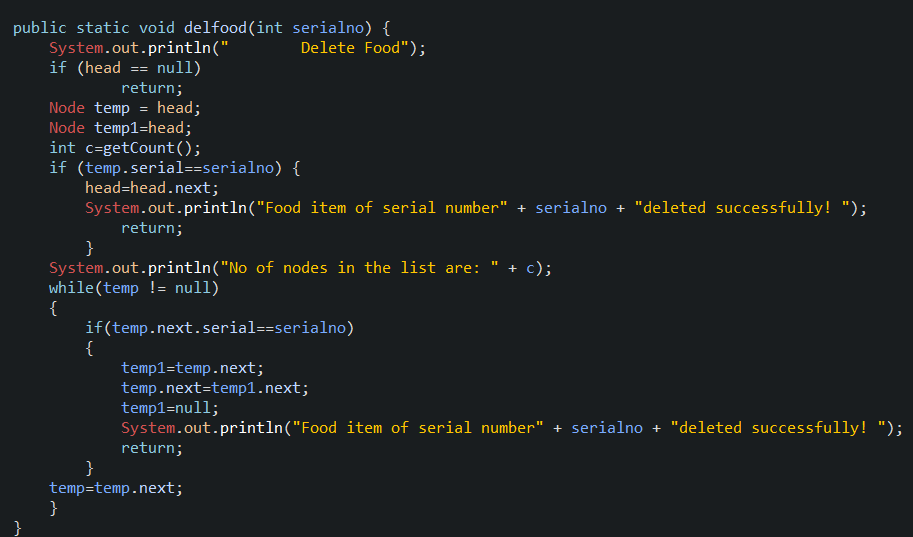 public static void delfood(int serialno) {
    System.out.println("        Delete Food");
    if (head == null)
            return;
    Node temp = head;
    Node temp1=head;
    int c=getCount();
    if (temp.serial==serialno) {
        head=head.next;
        System.out.println("Food item of serial number" + serialno + "deleted successfully! ");
            return;
        }
    System.out.println("No of nodes in the list are: " + c);
    while(temp != null)
    {
        if(temp.next.serial==serialno)
        {
            temp1=temp.next;
            temp.next=temp1.next;
            temp1=null;
            System.out.println("Food item of serial number" + serialno + "deleted successfully! ");
            return;
        }
    temp=temp.next;
    }
}